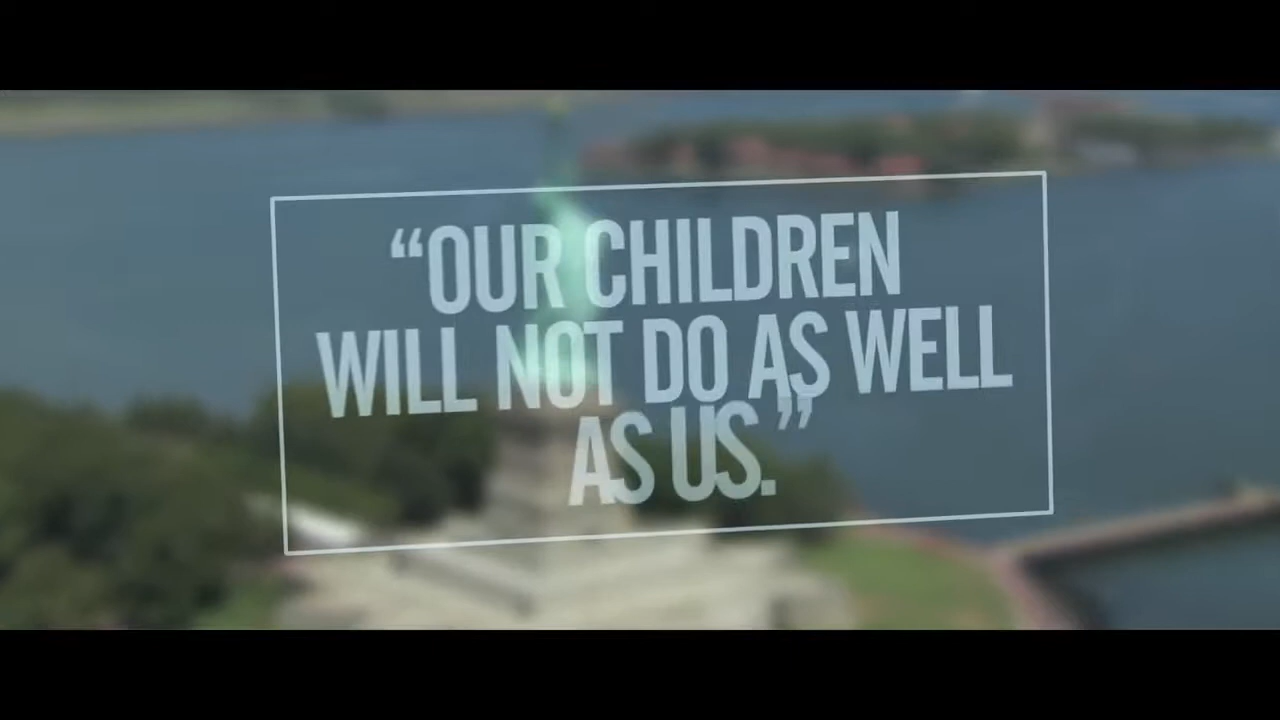 “OUR CHILDREN
WILL NOT DO AS WELL
AS US.”